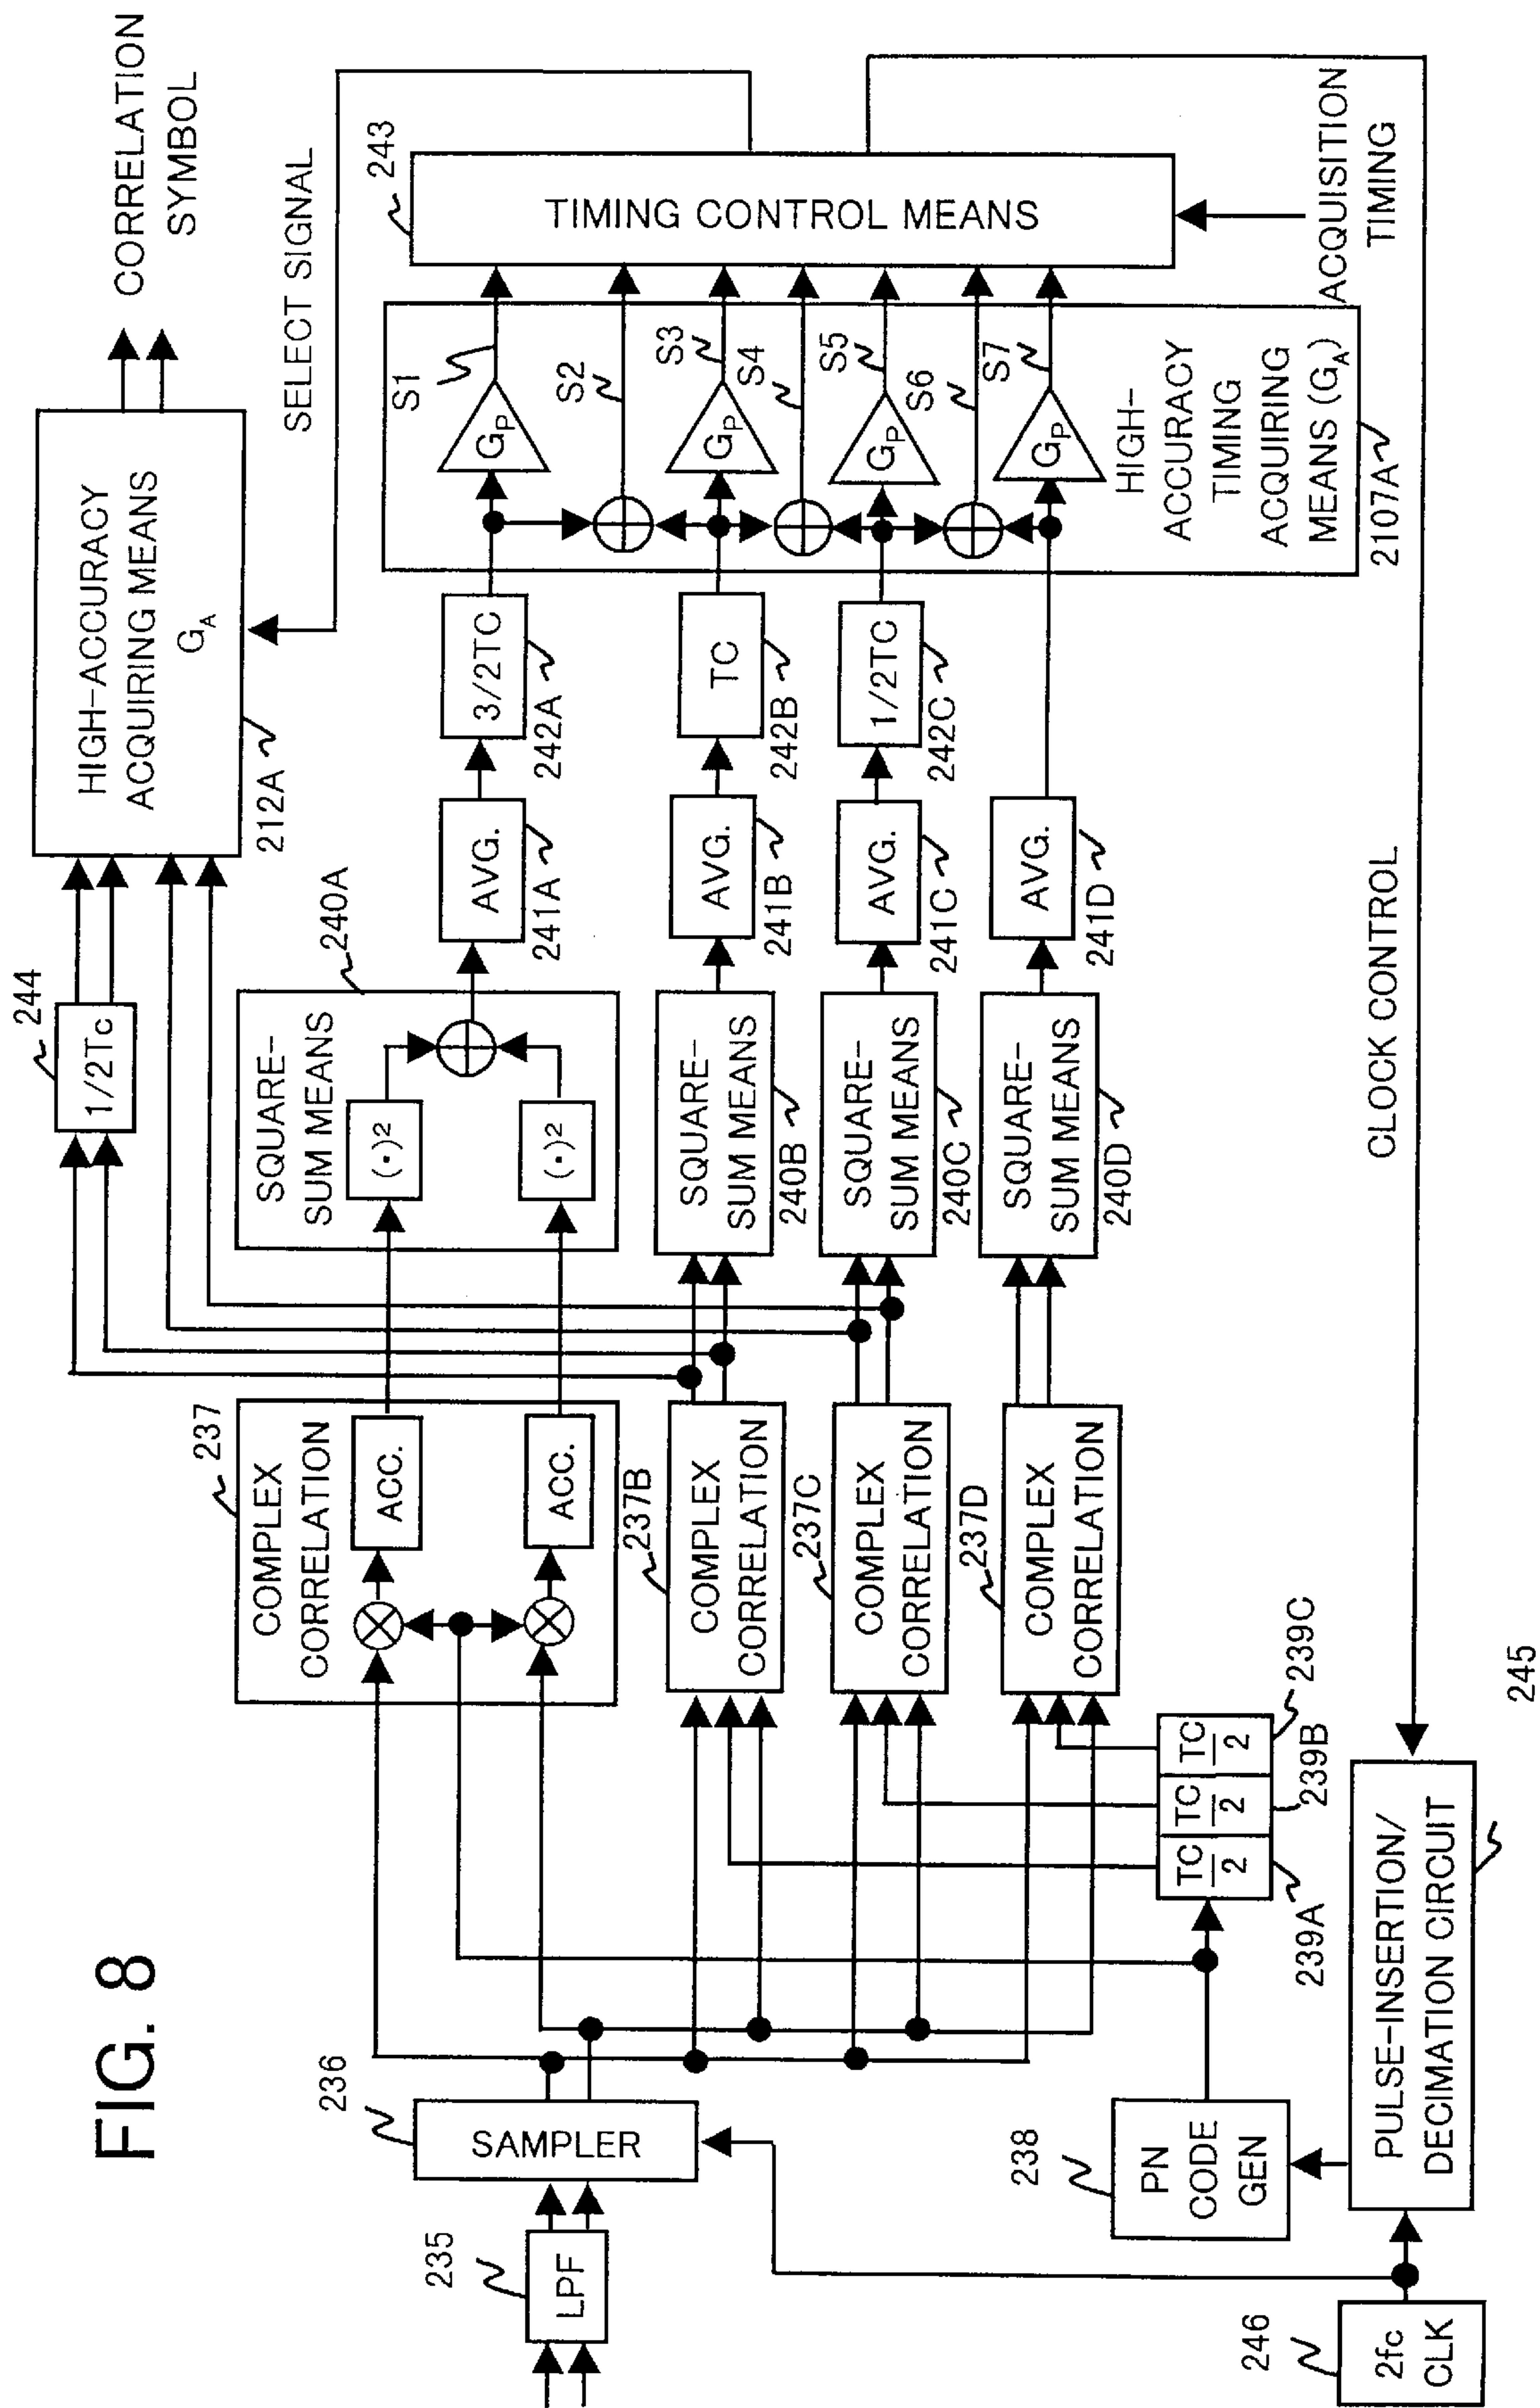 FIG. 8
235
LPF
236
SAMPLER
246
2fc
CLK
238
PN
CODE
GEN
PULSE-INSERTION/
DECIMATION CIRCUIT
245
239A
239B
239C
TC
2
TC
2
TC
2
237
COMPLEX
CORRELATION
ACC.
ACC.
237B
COMPLEX
CORRELATION
237C
COMPLEX
CORRELATION
237D
COMPLEX
CORRELATION
244
1/2Tc
240A
SQUARE-
SUM MEANS
(·)²
(·)²
SQUARE-
SUM MEANS
240B
SQUARE-
SUM MEANS
240C
SQUARE-
SUM MEANS
240D
AVG.
241A
AVG.
241B
AVG.
241C
AVG.
241D
3/2TC
242A
TC
242B
1/2TC
242C
212A
HIGH-ACCURACY
ACQUIRING MEANS
GA
CORRELATION
SYMBOL
SELECT SIGNAL
S1
GP
S2
S3
GP
S4
S5
GP
S6
S7
GP
HIGH-
ACCURACY
TIMING
ACQUIRING
MEANS (GA)
2107A
243
TIMING CONTROL MEANS
ACQUISITION
TIMING
CLOCK CONTROL